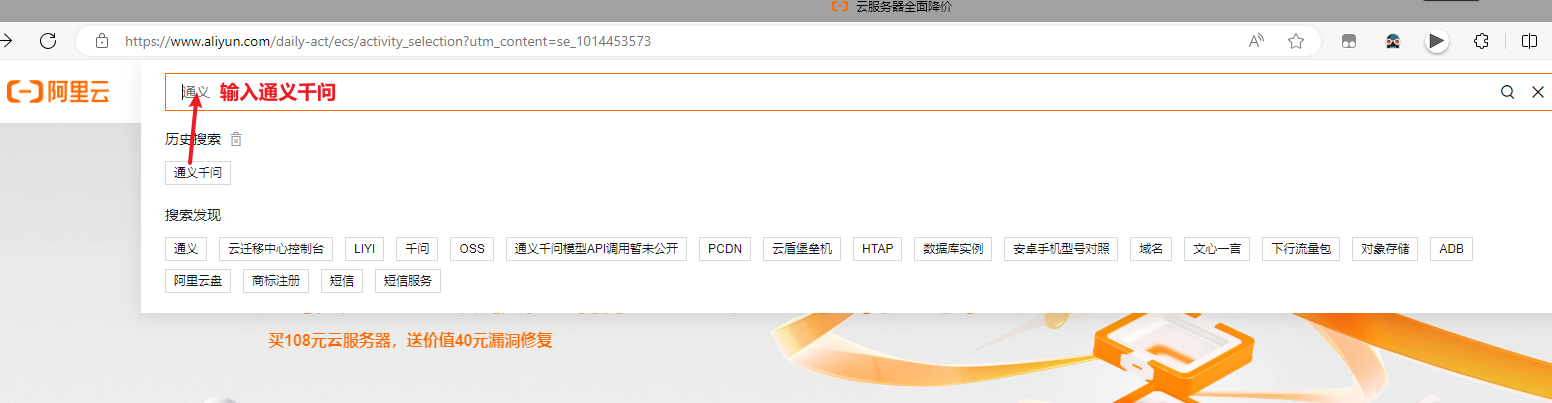 云服务器全面降价
https://www.aliyun.com/daily-act/ecs/activity_selection?utm_content=se_1014453573
阿里云
通义 输入通义千问
历史搜索
通义千问
搜索发现
通义 云迁移中心控制台 LIYI 千问 OSS 通义千问模型API调用暂未公开 PCDN 云盾堡垒机 HTAP 数据库实例 安卓手机型号对照 域名 文心一言 下行流量包 对象存储 ADB
阿里云盘 商标注册 短信 短信服务
买108元云服务器，送价值40元漏洞修复